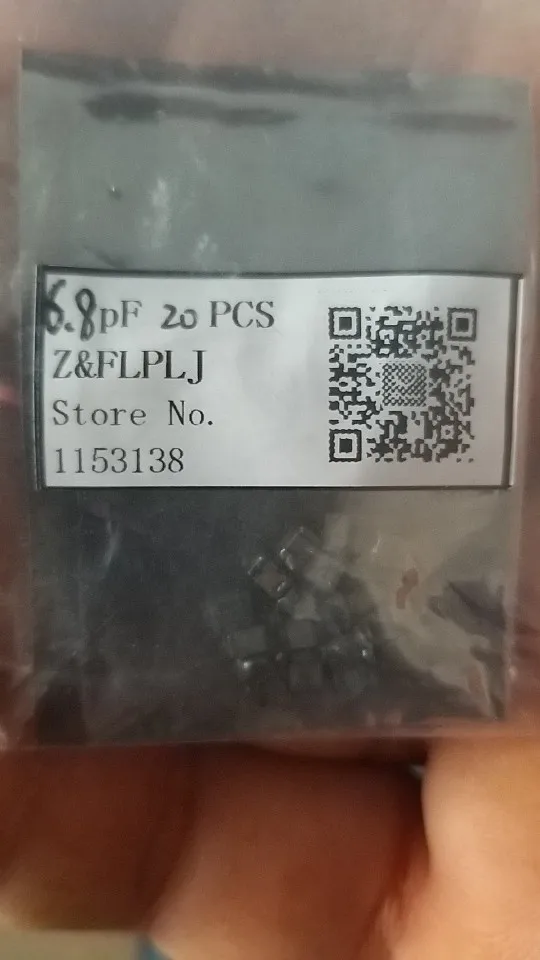 6.8pF 20 PCS
Z&FLPLJ
Store No.
1153138